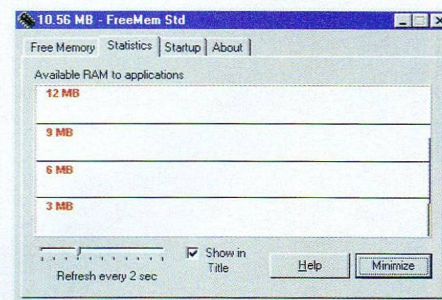 10.56 MB - FreeMem Std
Free Memory Statistics Startup About
Available RAM to applications
12 MB
9 MB
6 MB
3 MB
Show in Title
Refresh every 2 sec
Help
Minimize